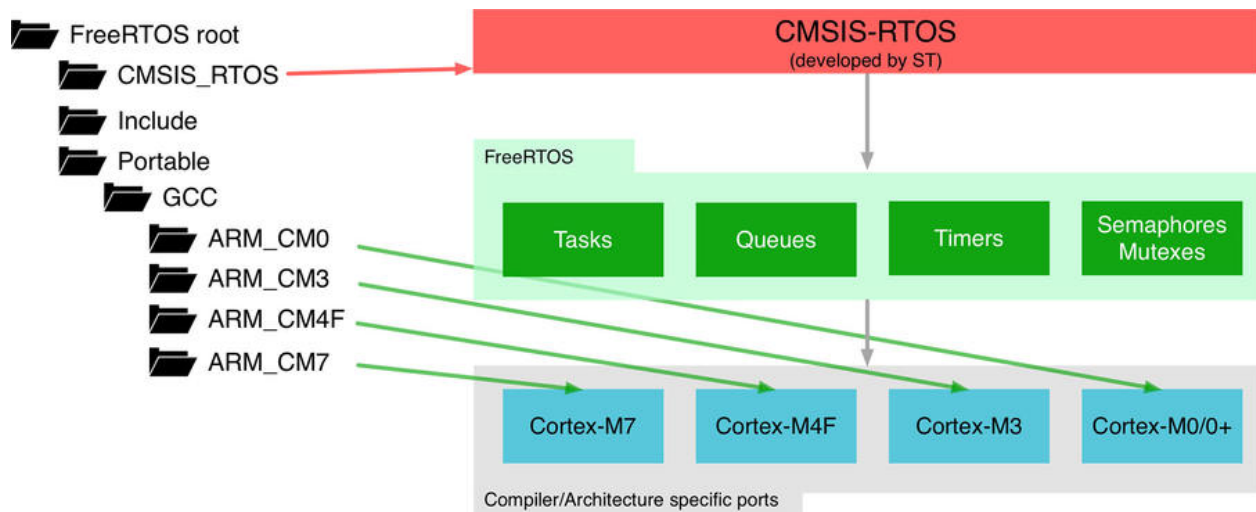 FreeRTOS root
CMSIS_RTOS
Include
Portable
GCC
ARM_CM0
ARM_CM3
ARM_CM4F
ARM_CM7
CMSIS-RTOS
(developed by ST)
FreeRTOS
Tasks
Queues
Timers
Semaphores
Mutexes
Cortex-M7
Cortex-M4F
Cortex-M3
Cortex-M0/0+
Compiler/Architecture specific ports